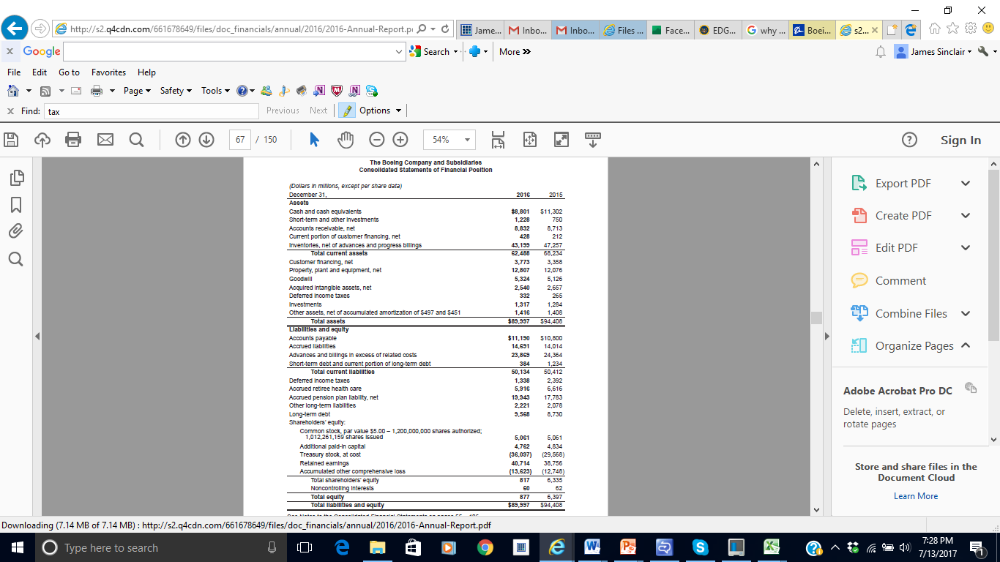 http://s2.q4cdn.com/661678649/files/doc_financials/annual/2016/2016-Annual-Report.p
Jame... Inbo... Inbo... Files ... Face... EDG... why ... Boei... s2...
x Google Search More »
James Sinclair
File Edit Go to Favorites Help
Page Safety Tools
x Find: tax Previous Next Options
67 / 150 54% Sign In
The Boeing Company and Subsidiaries
Consolidated Statements of Financial Position
(Dollars in millions, except per share data)
December 31, 2016 2015
Assets
Cash and cash equivalents $8,801 $11,302
Short-term and other investments 1,228 750
Accounts receivable, net 8,832 8,713
Current portion of customer financing, net 428 212
Inventories, net of advances and progress billings 43,199 47,257
Total current assets 62,488 68,234
Customer financing, net 3,773 3,358
Property, plant and equipment, net 12,807 12,076
Goodwill 5,324 5,126
Acquired intangible assets, net 2,540 2,657
Deferred income taxes 332 265
Investments 1,317 1,284
Other assets, net of accumulated amortization of $497 and $451 1,416 1,408
Total assets $89,997 $94,408
Liabilities and equity
Accounts payable $11,190 $10,800
Accrued liabilities 14,691 14,014
Advances and billings in excess of related costs 23,869 24,364
Short-term debt and current portion of long-term debt 384 1,234
Total current liabilities 50,134 50,412
Deferred income taxes 1,338 2,392
Accrued retiree health care 5,916 6,616
Accrued pension plan liability, net 19,943 17,783
Other long-term liabilities 2,221 2,078
Long-term debt 9,568 8,730
Shareholders' equity:
Common stock, par value $5.00 – 1,200,000,000 shares authorized;
1,012,261,159 shares issued 5,061 5,061
Additional paid-in capital 4,762 4,834
Treasury stock, at cost (36,097) (29,568)
Retained earnings 40,714 38,756
Accumulated other comprehensive loss (13,623) (12,748)
Total shareholders' equity 817 6,335
Noncontrolling interests 60 62
Total equity 877 6,397
Total liabilities and equity $89,997 $94,408
Export PDF
Create PDF
Edit PDF
Comment
Combine Files
Organize Pages
Adobe Acrobat Pro DC
Delete, insert, extract, or
rotate pages
Store and share files in the
Document Cloud
Learn More
Downloading (7.14 MB of 7.14 MB) : http://s2.q4cdn.com/661678649/files/doc_financials/annual/2016/2016-Annual-Report.pdf
Type here to search
7:28 PM
7/13/2017